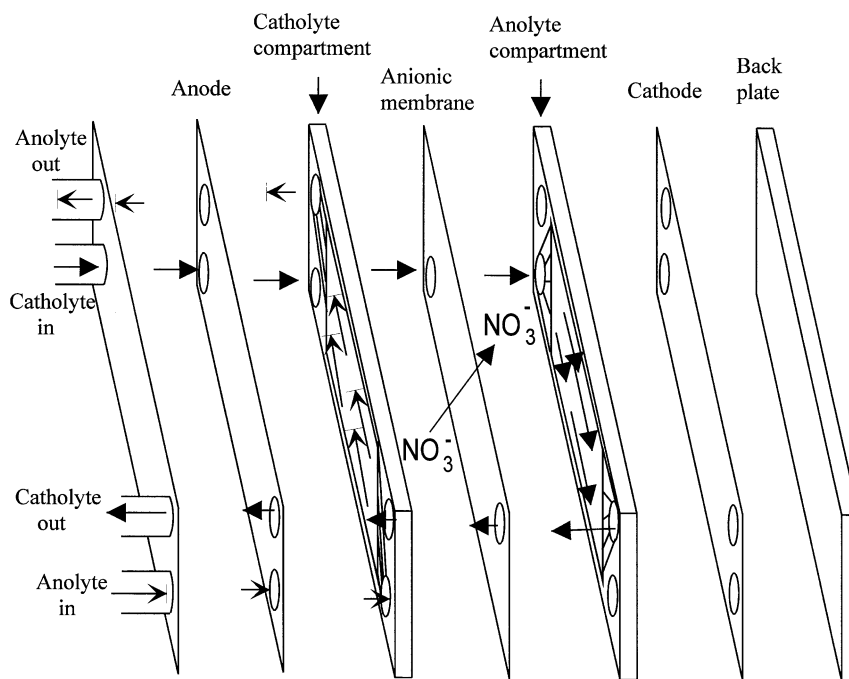 Catholyte
compartment
Anolyte
compartment
Anode
Anionic
membrane
Cathode
Back
plate
Anolyte
out
Catholyte
in
NO3-
NO3-
Catholyte
out
Anolyte
in